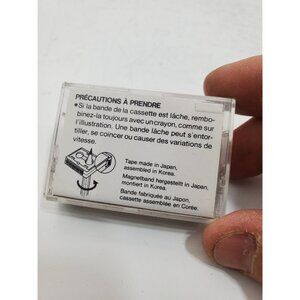 PRÉCAUTIONS À PRENDRE
•Si la bande de la cassette est lâche, rembo-
binez-la toujours avec un crayon, comme sur
l'illustration. Une bande lâche peut s'entor-
tiller, se coincer ou causer des variations de
vitesse.
Tape made in Japan,
assembled in Korea.
Magnetband hergestellt in Japan,
montiert in Korea.
Bande fabriquée au Japon,
cassette assemblée en Corée.